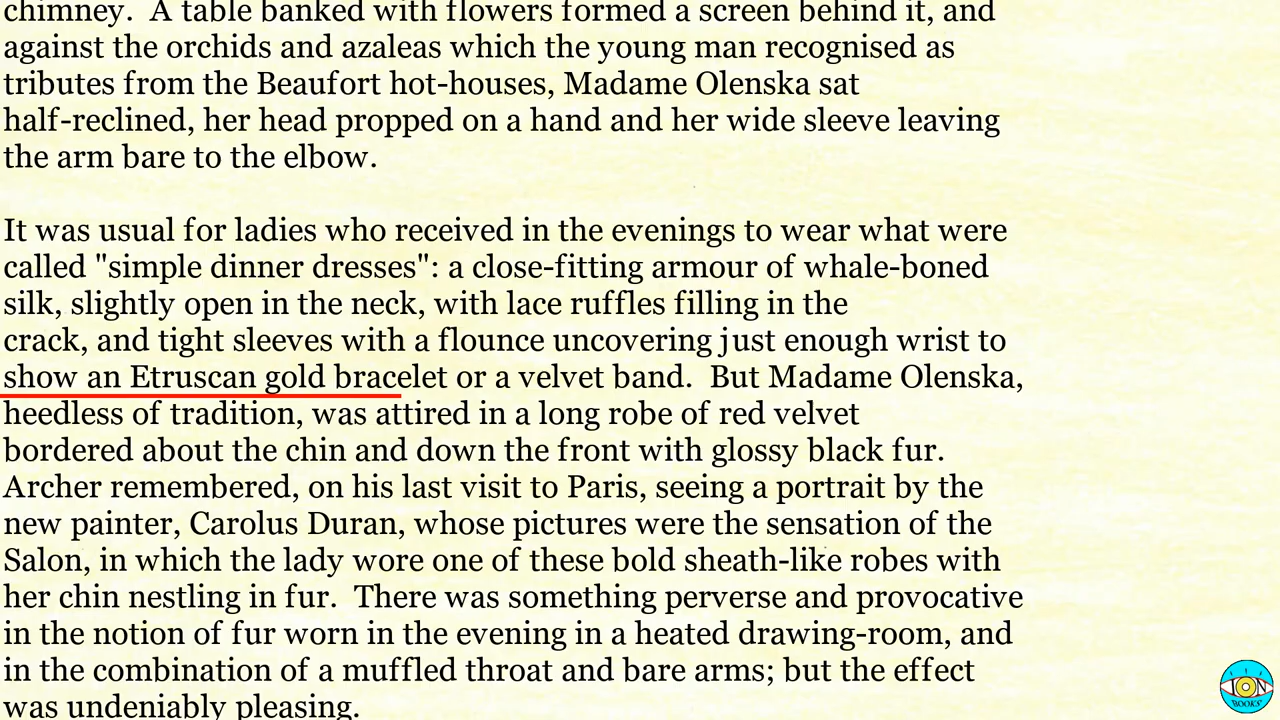 chimney.  A table banked with flowers formed a screen behind it, and
against the orchids and azaleas which the young man recognised as
tributes from the Beaufort hot-houses, Madame Olenska sat
half-reclined, her head propped on a hand and her wide sleeve leaving
the arm bare to the elbow.

It was usual for ladies who received in the evenings to wear what were
called "simple dinner dresses": a close-fitting armour of whale-boned
silk, slightly open in the neck, with lace ruffles filling in the
crack, and tight sleeves with a flounce uncovering just enough wrist to
show an Etruscan gold bracelet or a velvet band.  But Madame Olenska,
heedless of tradition, was attired in a long robe of red velvet
bordered about the chin and down the front with glossy black fur.
Archer remembered, on his last visit to Paris, seeing a portrait by the
new painter, Carolus Duran, whose pictures were the sensation of the
Salon, in which the lady wore one of these bold sheath-like robes with
her chin nestling in fur.  There was something perverse and provocative
in the notion of fur worn in the evening in a heated drawing-room, and
in the combination of a muffled throat and bare arms; but the effect
was undeniably pleasing.
ION
BOOKS